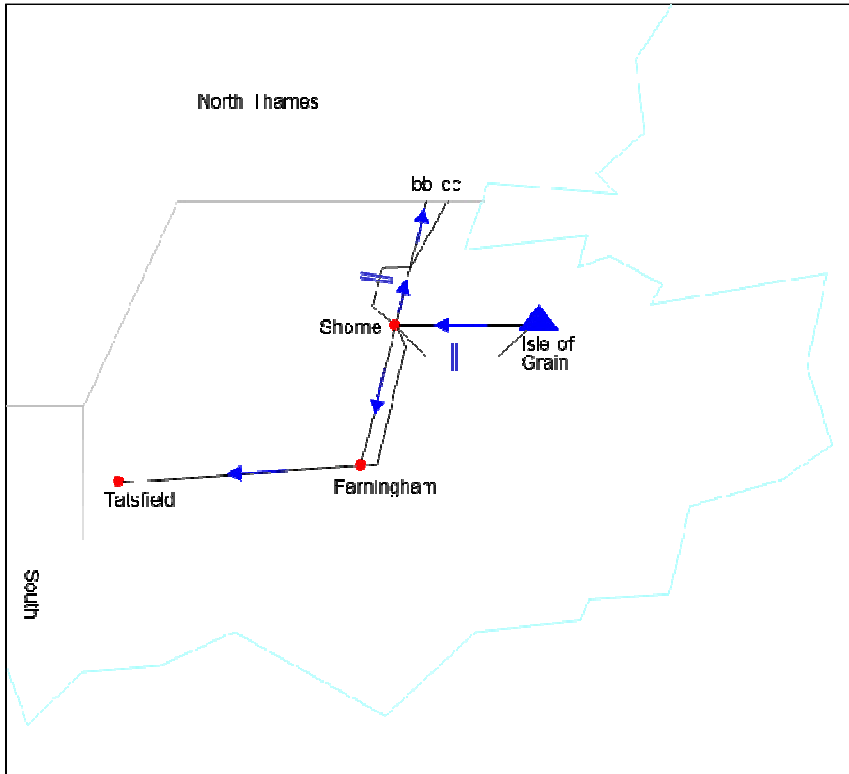 North Thames
bb cc
Shorne
Isle of
Grain
Farningham
Tatsfield
South